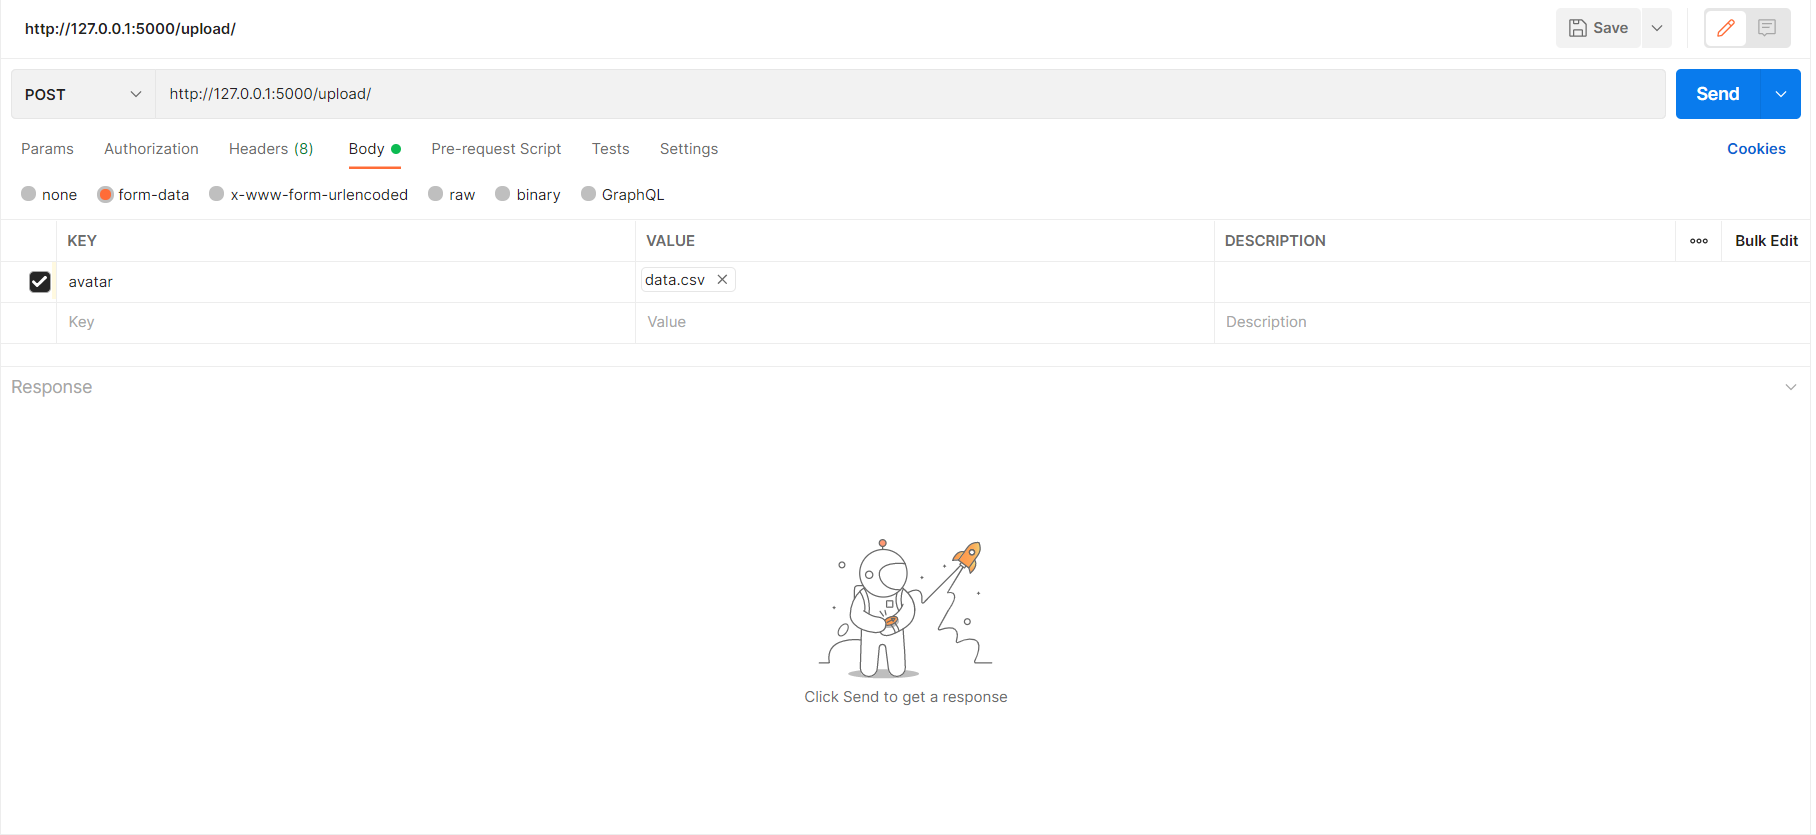 http://127.0.0.1:5000/upload/
Save
POST
http://127.0.0.1:5000/upload/
Send
Params Authorization Headers (8) Body Pre-request Script Tests Settings Cookies
none form-data x-www-form-urlencoded raw binary GraphQL
KEY VALUE DESCRIPTION Bulk Edit
avatar data.csv
Key Value Description
Response
Click Send to get a response